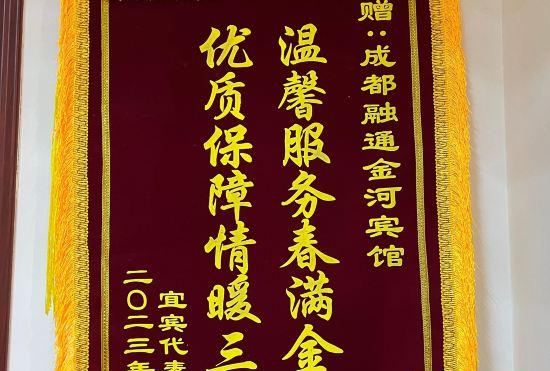 赠:成都融通金河宾馆
温馨服务春满金
优质保障情暖三
宜宾代表
二〇二三年